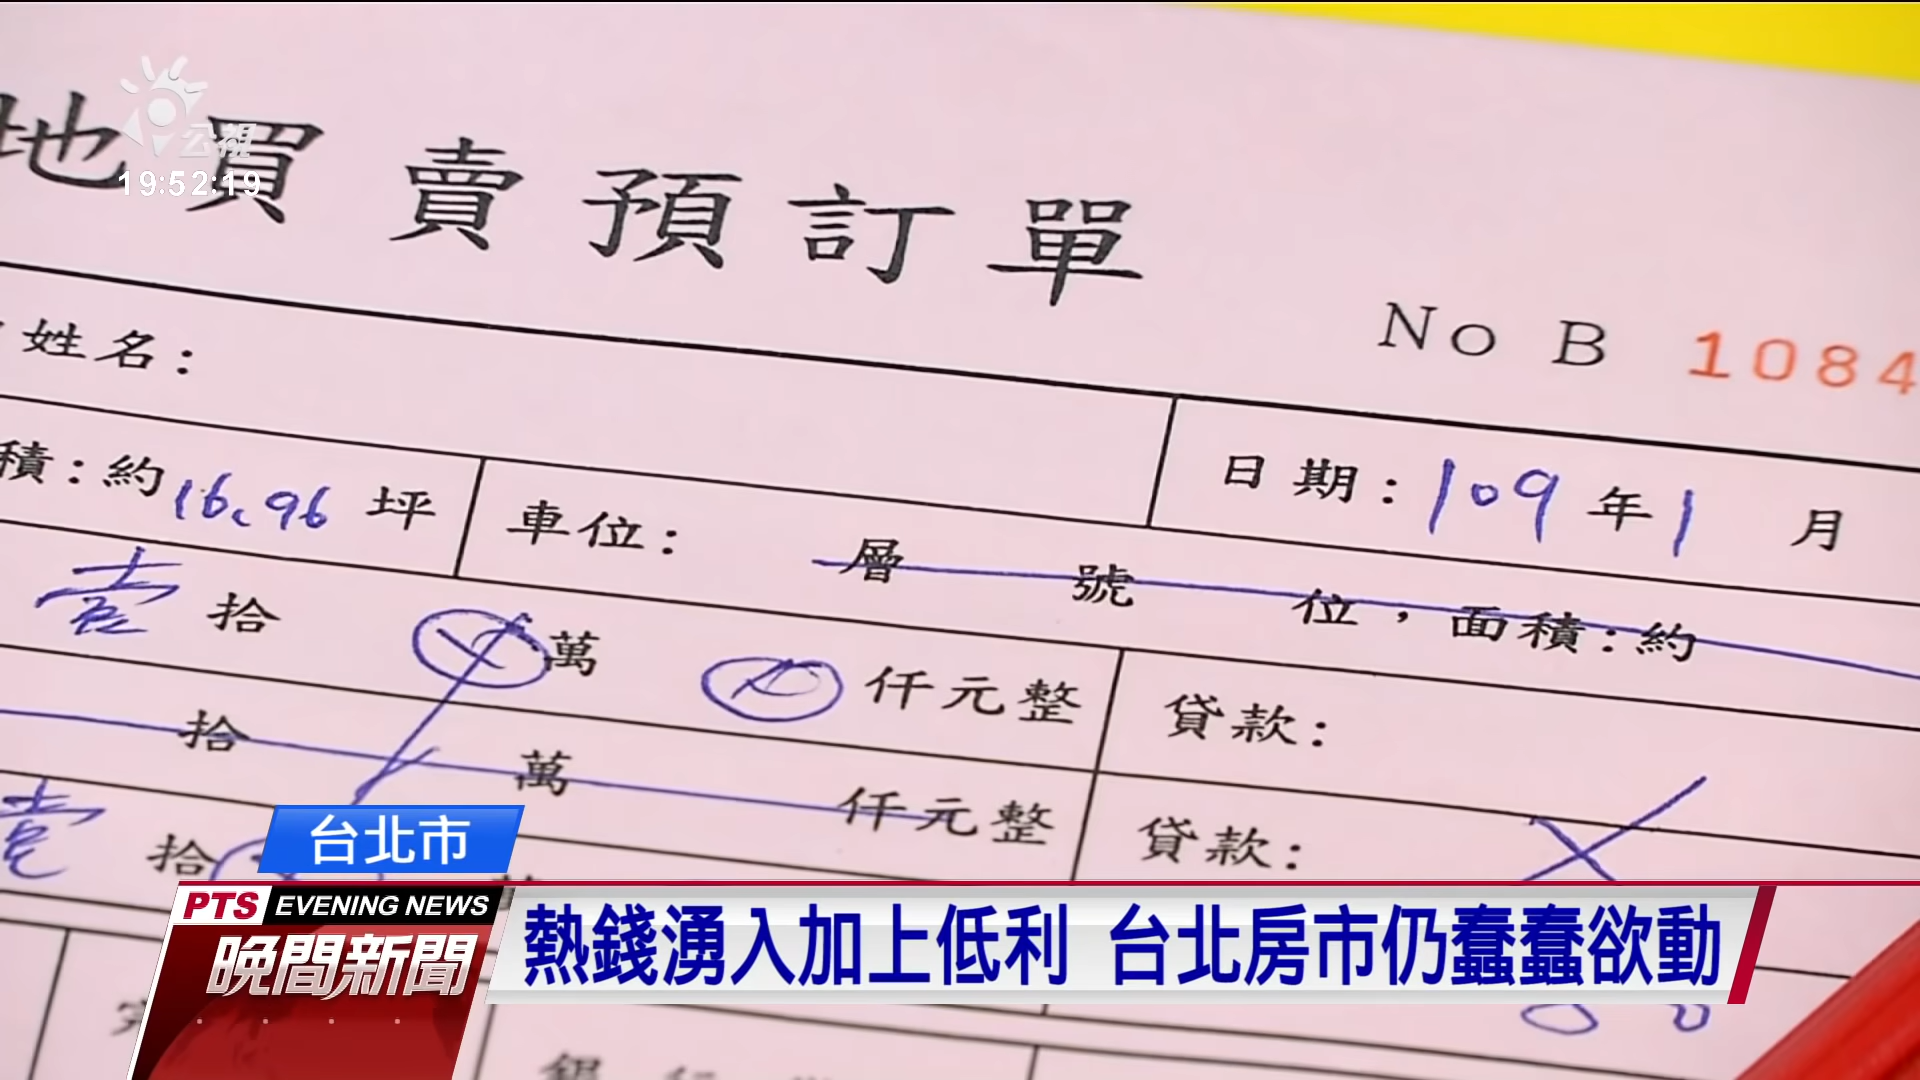 公視
19:52:19
地買賣預訂單
No B 1084
姓名:
日期:109年1月
積:約16.96坪
車位: 層 號 位,面積:約
壹拾 萬 仟元整
貸款:
拾 萬 仟元整
貸款:
壹拾
台北市
PTS EVENING NEWS
晚間新聞
熱錢湧入加上低利 台北房市仍蠢蠢欲動